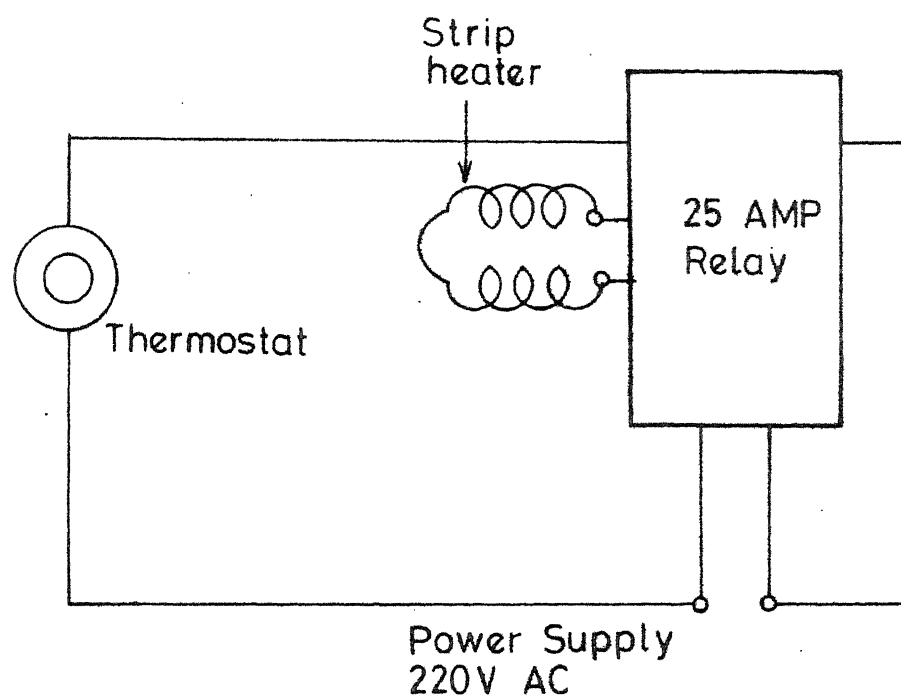 Strip
heater
25 AMP
Relay
Thermostat
Power Supply
220V AC